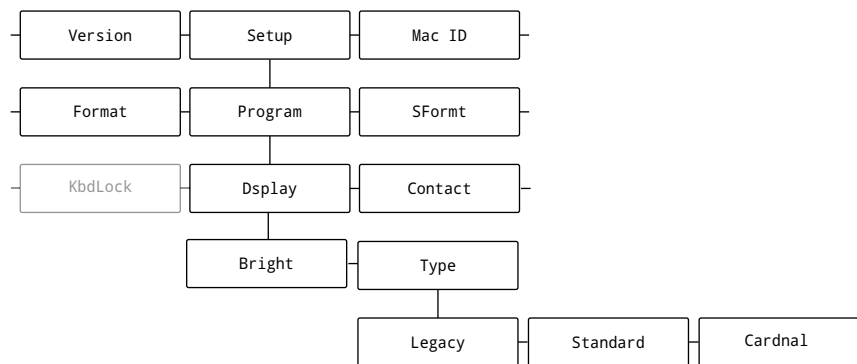 Version Setup Mac ID
Format Program SFormt
KbdLock Dsplay Contact
Bright Type
Legacy Standard Cardnal